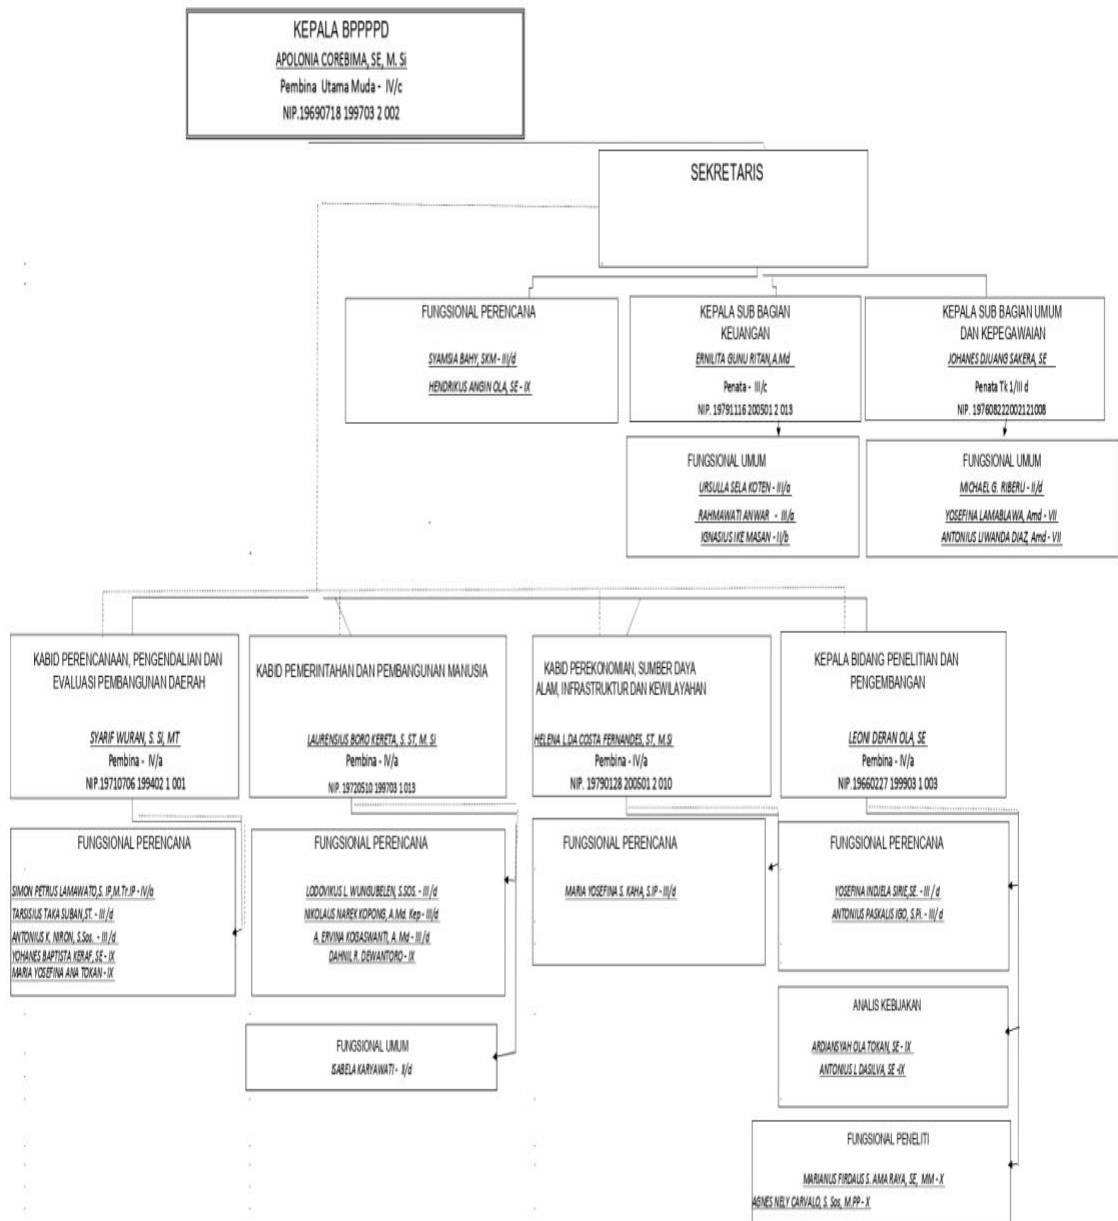 KEPALA BPPPPD
APOLONIA COREBIMA, SE, M. Si
Pembina Utama Muda - IV/c
NIP.19690718 199703 2 002
SEKRETARIS
FUNGSIONAL PERENCANA
SYAMSIA BAHY, SKM - III/d
HENDRIKUS ANGIN OLA, SE - IX
KEPALA SUB BAGIAN
KEUANGAN
ERNILITA GUNU RITAN,A.Md
Penata - III/c
NIP. 19791116 200501 2 013
KEPALA SUB BAGIAN UMUM
DAN KEPEGAWAIAN
JOHANES DJUANG SAKERA, SE
Penata Tk 1/III d
NIP. 197608222002121008
FUNGSIONAL UMUM
URSULLA SELA KOTEN - III/a
RAHMAWATI ANWAR - III/a
IGNASIUS IKE MASAN - II/b
FUNGSIONAL UMUM
MICHAEL G. RIBERU - II/d
YOSEFINA LAMABLAWA, Amd - VII
ANTONIUS LIWANDA DIAZ, Amd - VII
KABID PERENCANAAN, PENGENDALIAN DAN
EVALUASI PEMBANGUNAN DAERAH
SYARIF WURAN, S. SI, MT
Pembina - IV/a
NIP.19710706 199402 1 001
KABID PEMERINTAHAN DAN PEMBANGUNAN MANUSIA
LAURENSIUS BORO KERETA, S. ST, M. Si
Pembina - IV/a
NIP. 19720510 199703 1 013
KABID PEREKONOMIAN, SUMBER DAYA
ALAM, INFRASTRUKTUR DAN KEWILAYAHAN
HELENA L.DA COSTA FERNANDES, ST, M.Si
Pembina - IV/a
NIP. 19790128 200501 2 010
KEPALA BIDANG PENELITIAN DAN
PENGEMBANGAN
LEONI DERAN OLA, SE
Pembina - IV/a
NIP.19660227 199903 1 003
FUNGSIONAL PERENCANA
SIMON PETRUS LAMAWATO,S. IP,M.Tr.IP - IV/a
TARSISIUS TAKA SUBAN,ST. - III/d
ANTONIUS K. NIRON, S.Sos. - III/d
YOHANES BAPTISTA KERAF, SE - IX
MARIA YOSEFINA ANA TOKAN - IX
FUNGSIONAL PERENCANA
LODOVIKUS L. WUNGUBELEN, S.SOS. - III/d
NIKOLAUS NAREK KOPONG, A.Md. Kep - III/d
A. ERVINA KOGASWANTI, A. Md - III/d
DAHNIL R. DEWANTORO - IX
FUNGSIONAL UMUM
ISABELA KARYAWATI - II/d
FUNGSIONAL PERENCANA
MARIA YOSEFINA S. KAHA, S.IP - III/d
FUNGSIONAL PERENCANA
YOSEFINA INDJELA SIRIE,SE. - III / d
ANTONIUS PASKALIS IGO, S.Pi. - III/ d
ANALIS KEBIJAKAN
ARDIANSYAH OLA TOKAN, SE - IX
ANTONIUS L DASILVA, SE -IX
FUNGSIONAL PENELITI
MARIANUS FIRDAUS S. AMA RAYA, SE, MM - X
AGNES NELY CARVALO, S. Sos, M.PP - X